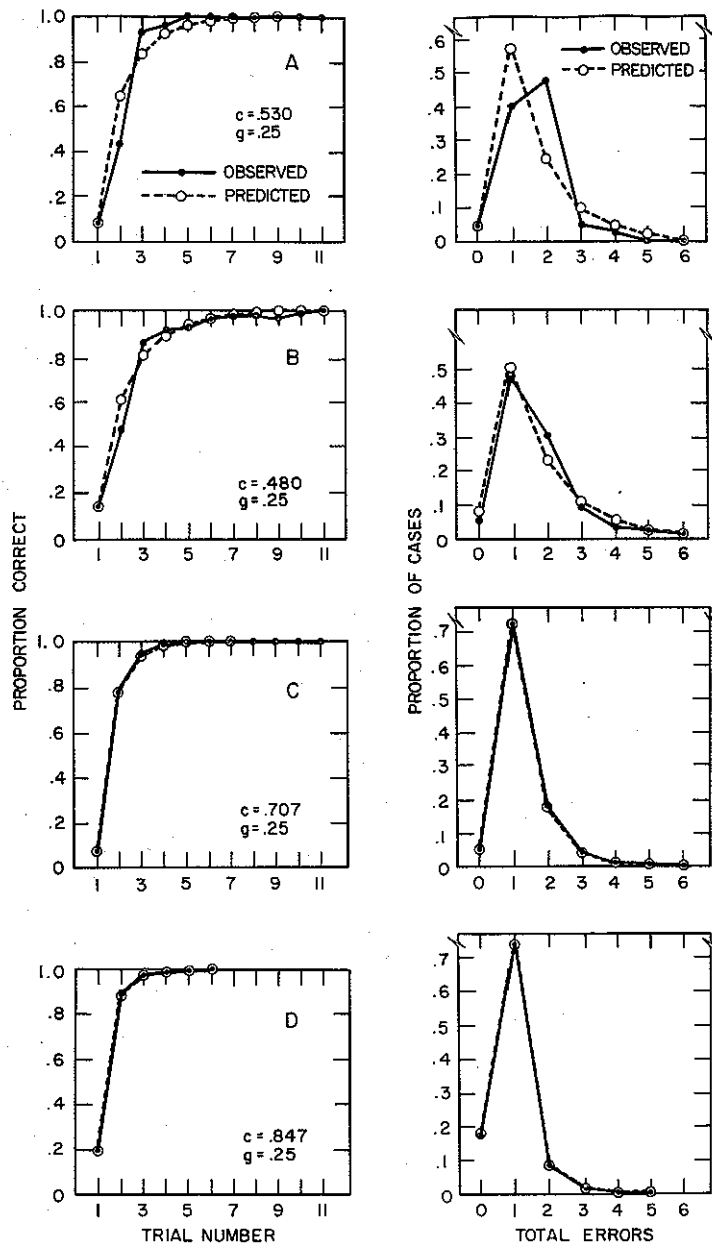 1.0
.8
.6
.4
.2
0
A
c=.530
g=.25
OBSERVED
PREDICTED
1 3 5 7 9 11
.6
.5
.4
.3
.2
.1
0
OBSERVED
PREDICTED
0 1 2 3 4 5 6
1.0
.8
.6
.4
.2
0
B
c=.480
g=.25
1 3 5 7 9 11
.5
.4
.3
.2
.1
0
0 1 2 3 4 5 6
PROPORTION CORRECT
PROPORTION OF CASES
1.0
.8
.6
.4
.2
0
C
c=.707
g=.25
1 3 5 7 9 11
.7
.6
.5
.4
.3
.2
.1
0
0 1 2 3 4 5 6
1.0
.8
.6
.4
.2
0
D
c=.847
g=.25
1 3 5 7 9 11
TRIAL NUMBER
.7
.6
.5
.4
.3
.2
.1
0
0 1 2 3 4 5 6
TOTAL ERRORS